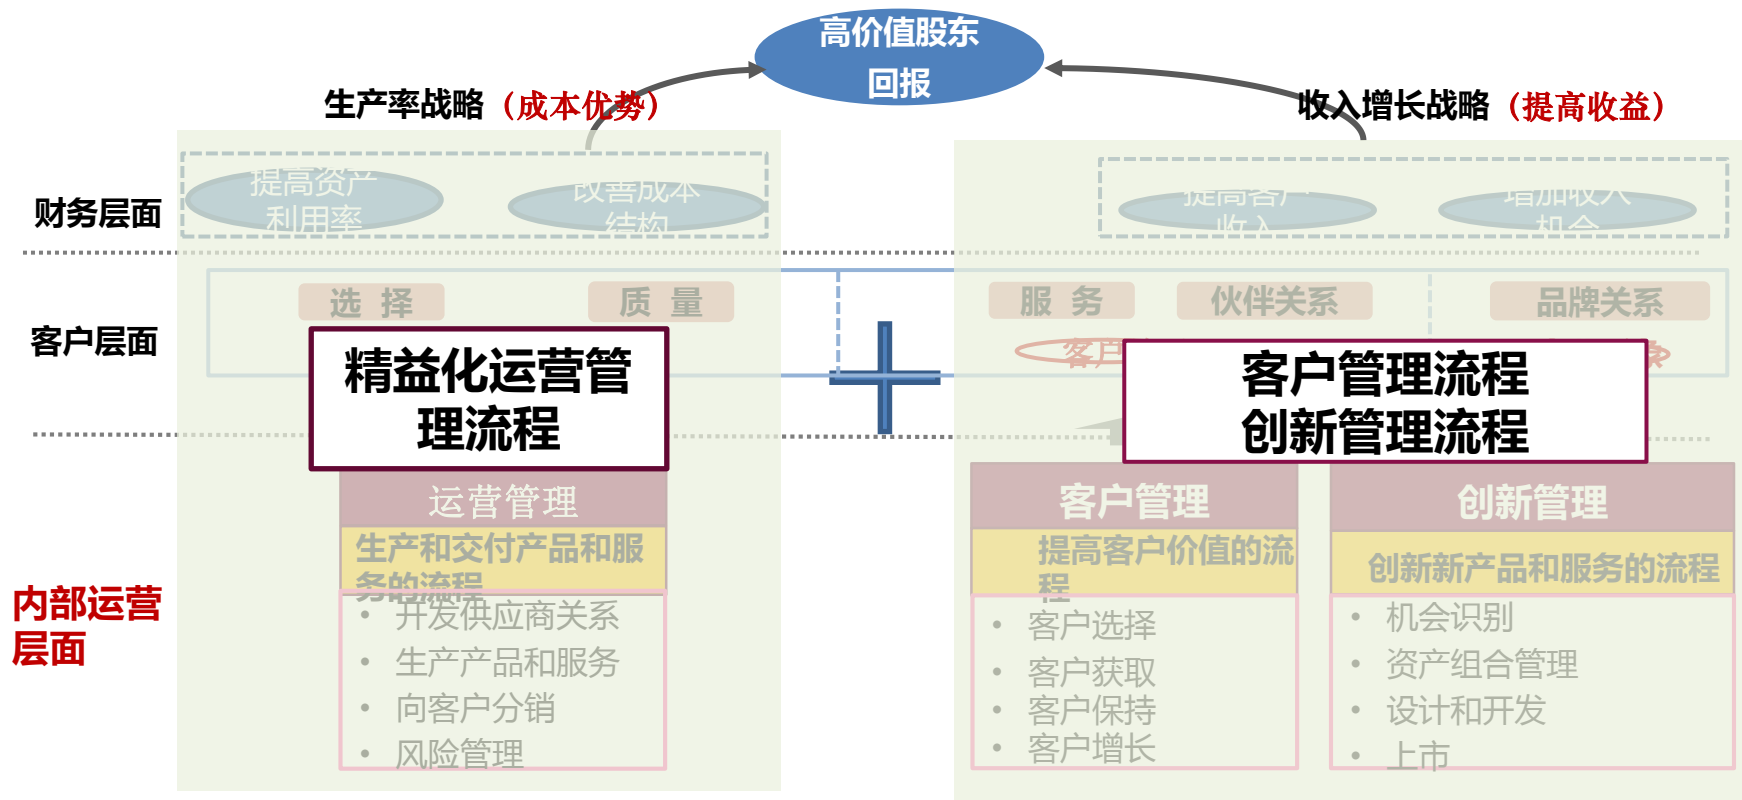 高价值股东
回报
生产率战略（成本优势）
收入增长战略（提高收益）
财务层面
提高资产
利用率
改善成本
结构
提高客户
收入
增加收入
机会
客户层面
选 择
质 量
服 务
伙伴关系
品牌关系
客户
象
精益化运营管
理流程
客户管理流程
创新管理流程
内部运营
层面
运营管理
生产和交付产品和服
务的流程
• 开发供应商关系
• 生产产品和服务
• 向客户分销
• 风险管理
客户管理
提高客户价值的流
程
• 客户选择
• 客户获取
• 客户保持
• 客户增长
创新管理
创新新产品和服务的流程
• 机会识别
• 资产组合管理
• 设计和开发
• 上市